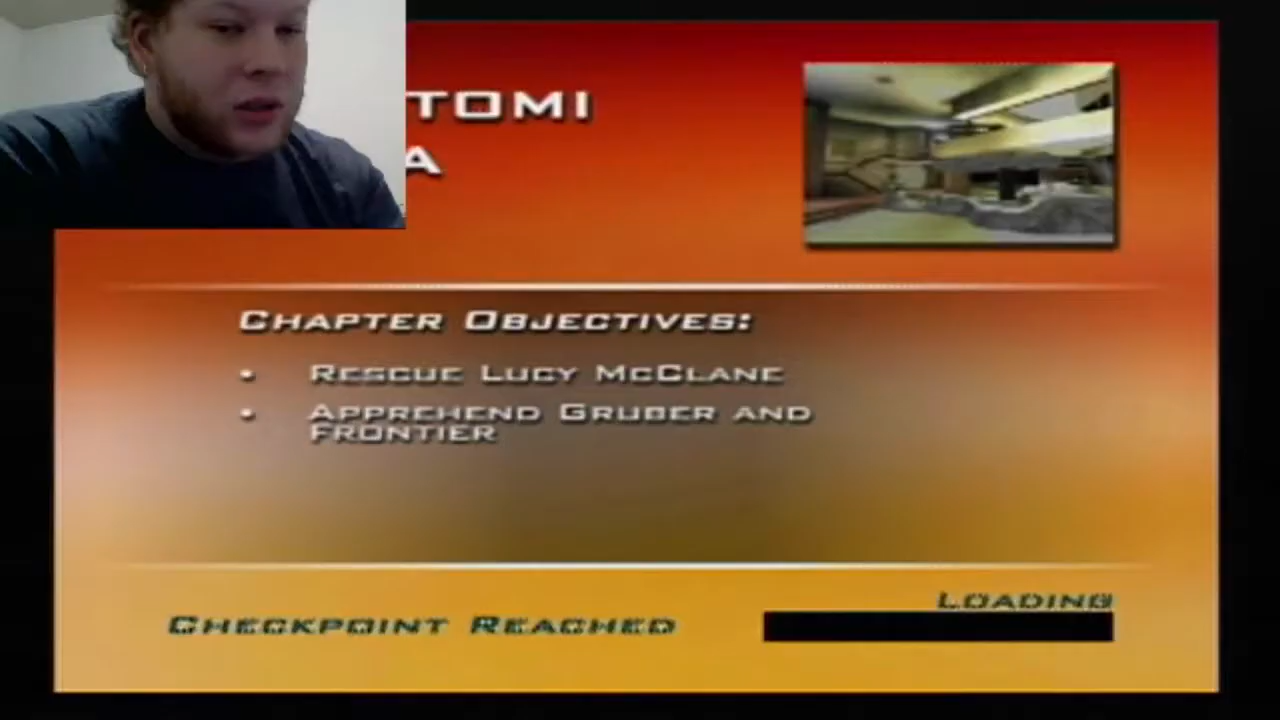 TOMI
A
CHAPTER OBJECTIVES:
• RESCUE LUCY MCCLANE
• APPREHEND GRUBER AND
FRONTIER
LOADING
CHECKPOINT REACHED